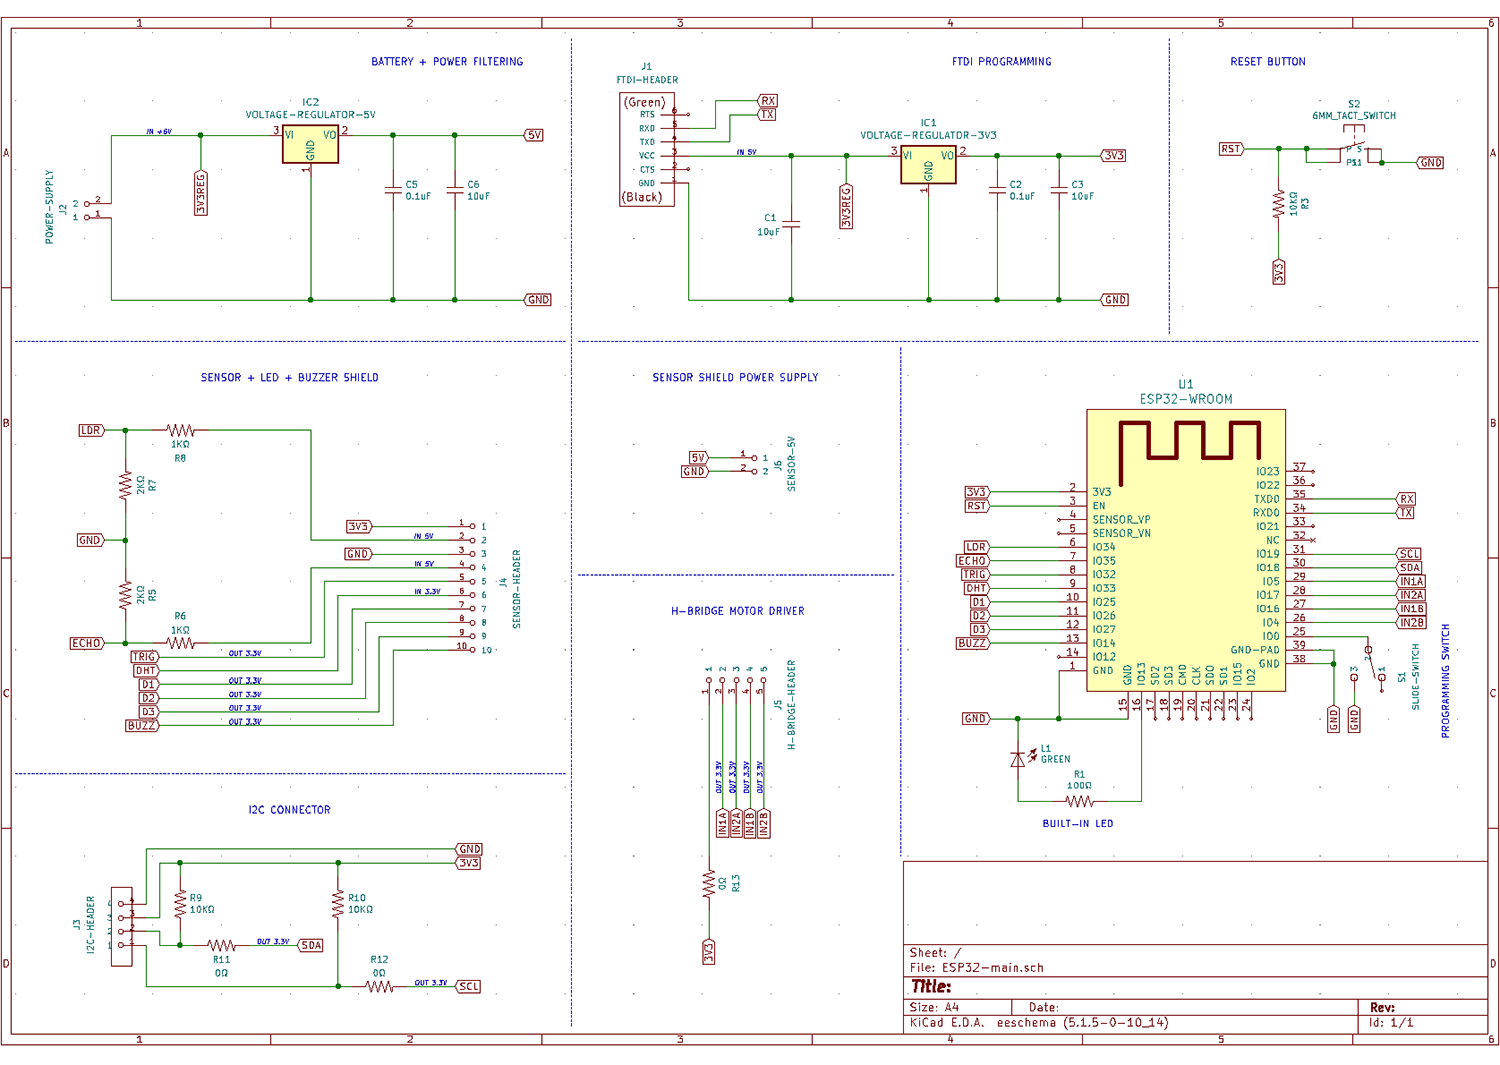 1 2 3 4 5 6
A
B
C
D
BATTERY + POWER FILTERING
IC2
VOLTAGE-REGULATOR-5V
IN +6V
3 VI VO 2
GND
1
5V
3V3REG
C5
0.1uF
C6
10uF
POWER-SUPPLY
J2
2 2
1 1
GND
FTDI PROGRAMMING
J1
FTDI-HEADER
(Green)
RTS 6
RXD 5
TXD 4
VCC 3
CTS 2
GND 1
(Black)
RX
TX
IN 5V
IC1
VOLTAGE-REGULATOR-3V3
3 VI VO 2
GND
1
3V3
3V3REG
C1
10uF
C2
0.1uF
C3
10uF
GND
RESET BUTTON
S2
6MM_TACT_SWITCH
RST
P S
GND
10KΩ
R3
3V3
SENSOR + LED + BUZZER SHIELD
LDR
1KΩ
R8
2KΩ
R7
GND
2KΩ
R5
R6
1KΩ
ECHO
TRIG
DHT
D1
D2
D3
BUZZ
OUT 3.3V
OUT 3.3V
OUT 3.3V
OUT 3.3V
OUT 3.3V
3V3
GND
IN 5V
IN 5V
IN 3.3V
1 1
2 2
3 3
4 4
5 5
6 6
7 7
8 8
9 9
10 10
J4
SENSOR-HEADER
SENSOR SHIELD POWER SUPPLY
5V 1 1
GND 2 2
J6
SENSOR-5V
H-BRIDGE MOTOR DRIVER
1 2 3 4 5
1 2 3 4 5
J5
H-BRIDGE-HEADER
OUT 3.3V
OUT 3.3V
OUT 3.3V
OUT 3.3V
IN1A
IN2A
IN1B
IN2B
0Ω
R13
3V3
U1
ESP32-WROOM
3V3 2 3V3
RST 3 EN
4 SENSOR_VP
5 SENSOR_VN
LDR 6 IO34
ECHO 7 IO35
TRIG 8 IO32
DHT 9 IO33
D1 10 IO25
D2 11 IO26
D3 12 IO27
BUZZ 13 IO14
14 IO12
1 GND
IO23 37
IO22 36
TXD0 35 RX
RXD0 34 TX
IO21 33
NC 32
IO19 31 SCL
IO18 30 SDA
IO5 29 IN1A
IO17 28 IN2A
IO16 27 IN1B
IO4 26 IN2B
IO0 25
GND-PAD 39
GND 38
GND IO13 SD2 SD3 CMD CLK SD0 SD1 IO15 IO2
15 16 17 18 19 20 21 22 23 24
GND
L1
GREEN
R1
100Ω
BUILT-IN LED
2
3 1
S1
SLIDE-SWITCH
PROGRAMMING SWITCH
GND
GND
I2C CONNECTOR
GND
3V3
J3
I2C-HEADER
4 4
3 3
2 2
1 1
R9
10KΩ
R10
10KΩ
R11
0Ω
OUT 3.3V
SDA
R12
0Ω
OUT 3.3V
SCL
Sheet: /
File: ESP32-main.sch
Title:
Size: A4 Date: Rev:
KiCad E.D.A. eeschema (5.1.5-0-10_14) Id: 1/1
A
B
C
D
1 2 3 4 5 6